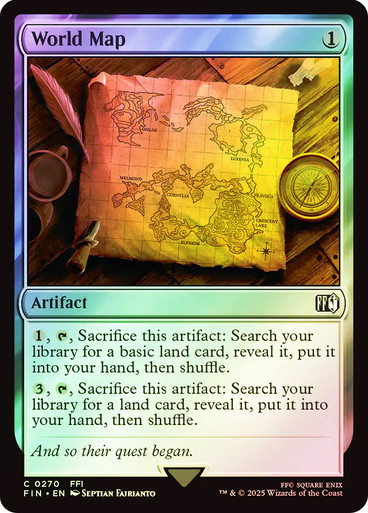 World Map 1
ONLAC
LUFENIA
MELMOND
CORNELIA
CRESCENT
LAKE
ELFHEIM
Artifact
1, T, Sacrifice this artifact: Search your
library for a basic land card, reveal it, put it
into your hand, then shuffle.
3, T, Sacrifice this artifact: Search your
library for a land card, reveal it, put it into
your hand, then shuffle.
And so their quest began.
C 0270 FFI
FIN • EN Septian Fajrianto
FF© SQUARE ENIX
™ & © 2025 Wizards of the Coast